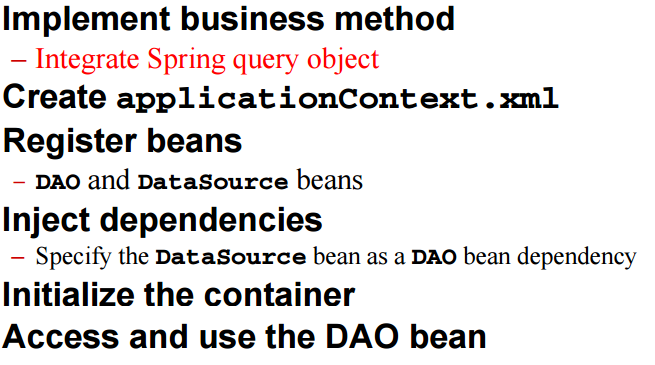 Implement business method
– Integrate Spring query object
Create applicationContext.xml
Register beans
– DAO and DataSource beans
Inject dependencies
– Specify the DataSource bean as a DAO bean dependency
Initialize the container
Access and use the DAO bean